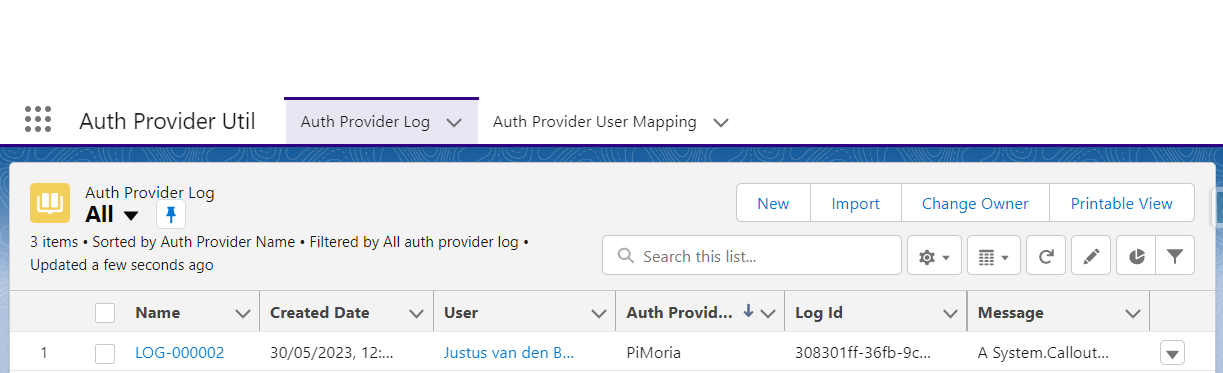 Auth Provider Util Auth Provider Log Auth Provider User Mapping
Auth Provider Log
All
New Import Change Owner Printable View
3 items • Sorted by Auth Provider Name • Filtered by All auth provider log •
Updated a few seconds ago
Search this list...
Name Created Date User Auth Provid... Log Id Message
1 LOG-000002 30/05/2023, 12:... Justus van den B... PiMoria 308301ff-36fb-9c... A System.Callout...